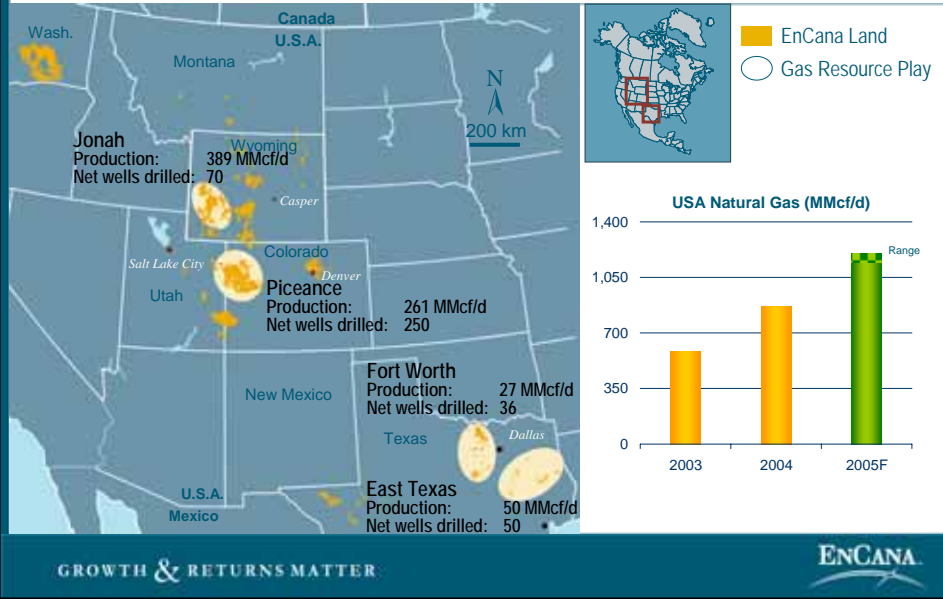 Canada
U.S.A.
Wash.
Montana
N
200 km
Wyoming
Jonah
Production: 389 MMcf/d
Net wells drilled: 70
Casper
Salt Lake City
Colorado
Denver
Utah
Piceance
Production: 261 MMcf/d
Net wells drilled: 250
Fort Worth
Production: 27 MMcf/d
Net wells drilled: 36
New Mexico
Texas
Dallas
East Texas
Production: 50 MMcf/d
Net wells drilled: 50
U.S.A.
Mexico
EnCana Land
Gas Resource Play
USA Natural Gas (MMcf/d)
1,400
Range
1,050
700
350
0
2003 2004 2005F
GROWTH & RETURNS MATTER
ENCANA™